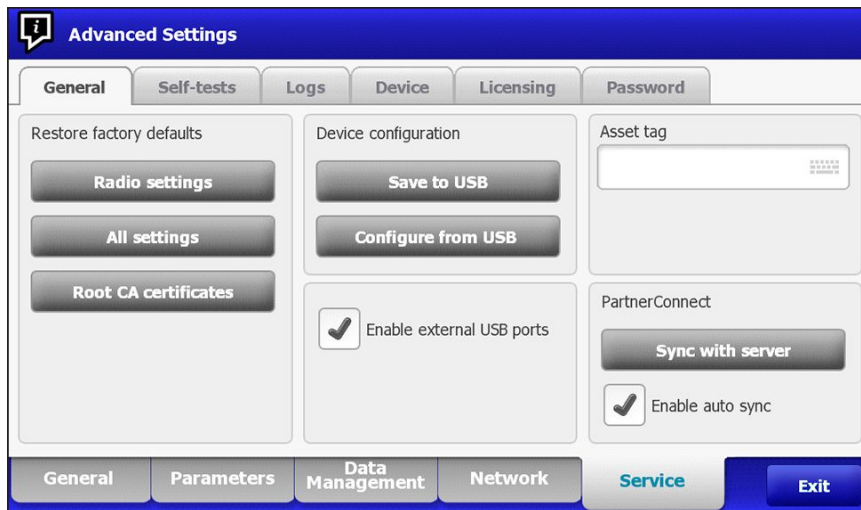 Advanced Settings
General
Self-tests
Logs
Device
Licensing
Password
Restore factory defaults
Radio settings
All settings
Root CA certificates
Device configuration
Save to USB
Configure from USB
Enable external USB ports
Asset tag
PartnerConnect
Sync with server
Enable auto sync
General
Parameters
Data
Management
Network
Service
Exit